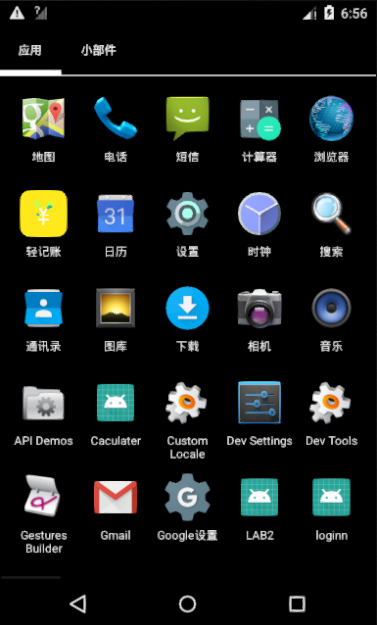 6:56
应用 小部件
地图 电话 短信 计算器 浏览器
轻记账 日历 设置 时钟 搜索
31
通讯录 图库 下载 相机 音乐
API Demos Caculater Custom Locale Dev Settings Dev Tools
Gestures Builder Gmail Google设置 LAB2 loginn